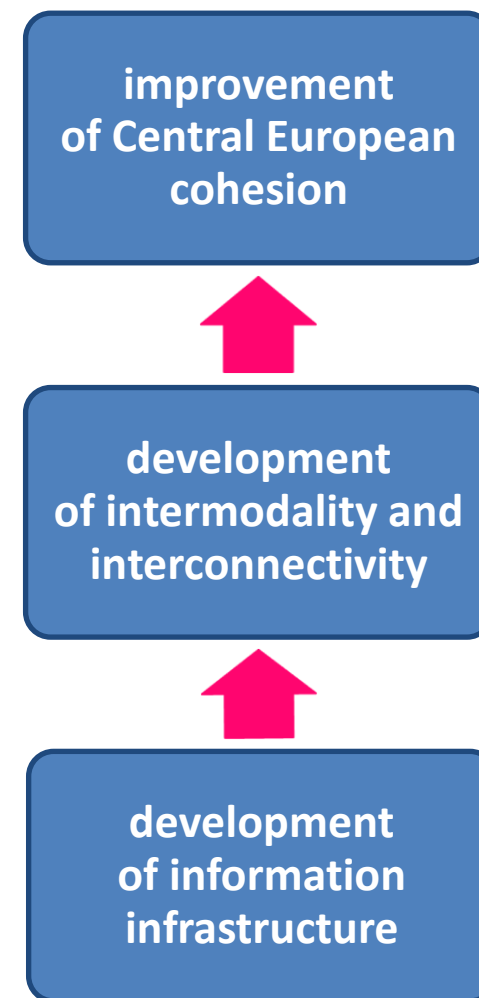 improvement
of Central European
cohesion
development
of intermodality and
interconnectivity
development
of information
infrastructure